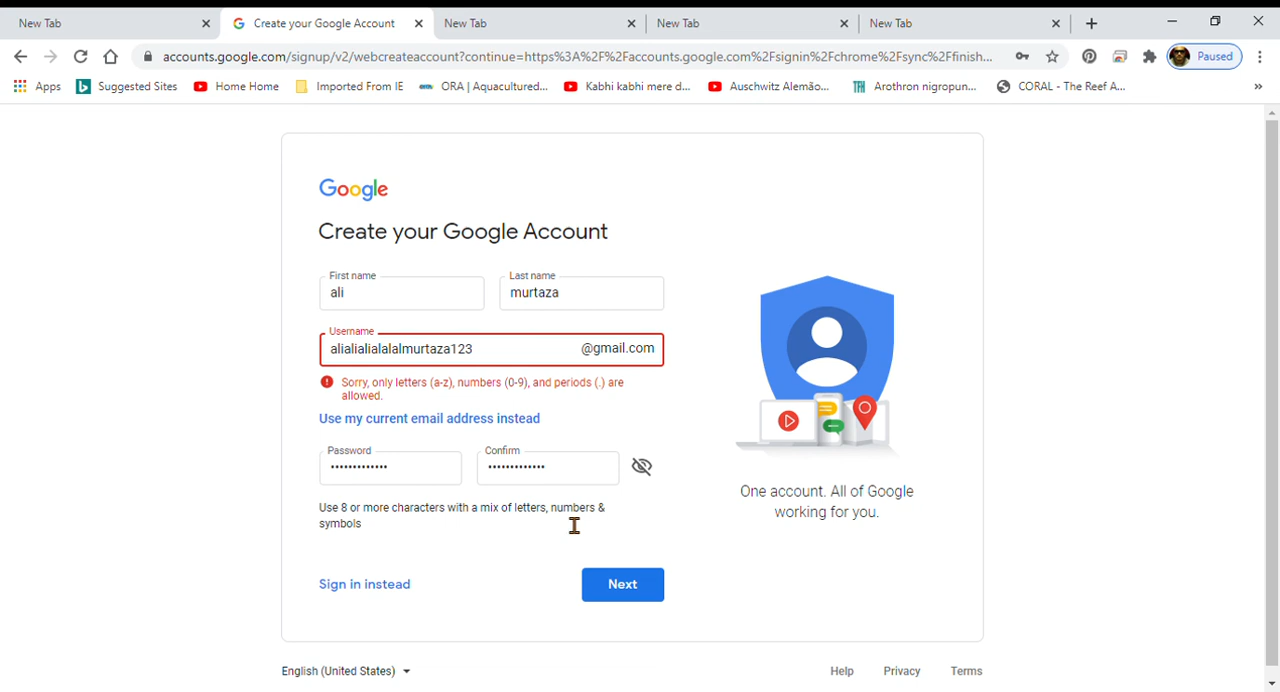 New Tab
Create your Google Account
New Tab
New Tab
New Tab
accounts.google.com/signup/v2/webcreateaccount?continue=https%3A%2F%2Faccounts.google.com%2Fsignin%2Fchrome%2Fsync%2Ffinish...
Paused
Apps
Suggested Sites
Home Home
Imported From IE
ORA | Aquacultured...
Kabhi kabhi mere d...
Auschwitz Alemão...
Arothron nigropun...
CORAL - The Reef A...
»
Google
Create your Google Account
First name
Last name
ali
murtaza
Username
alialialialalalmurtaza123 @gmail.com
Sorry, only letters (a-z), numbers (0-9), and periods (.) are
allowed.
Use my current email address instead
Password
Confirm
•••••••••••••
•••••••••••••
Use 8 or more characters with a mix of letters, numbers &
symbols
Sign in instead
Next
One account. All of Google
working for you.
English (United States)
Help
Privacy
Terms